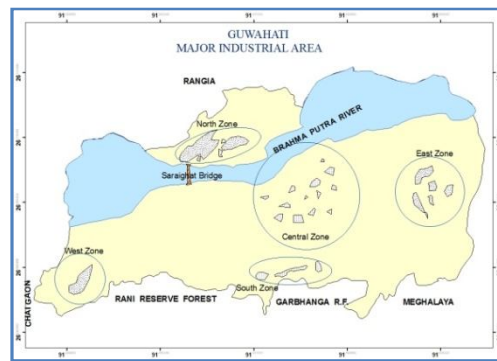 GUWAHATI
MAJOR INDUSTRIAL AREA
RANGIA
North Zone
BRAHMA PUTRA RIVER
East Zone
Saraighat Bridge
Central Zone
West Zone
South Zone
CHATGAON
RANI RESERVE FOREST
GARBHANGA R.F.
MEGHALAYA